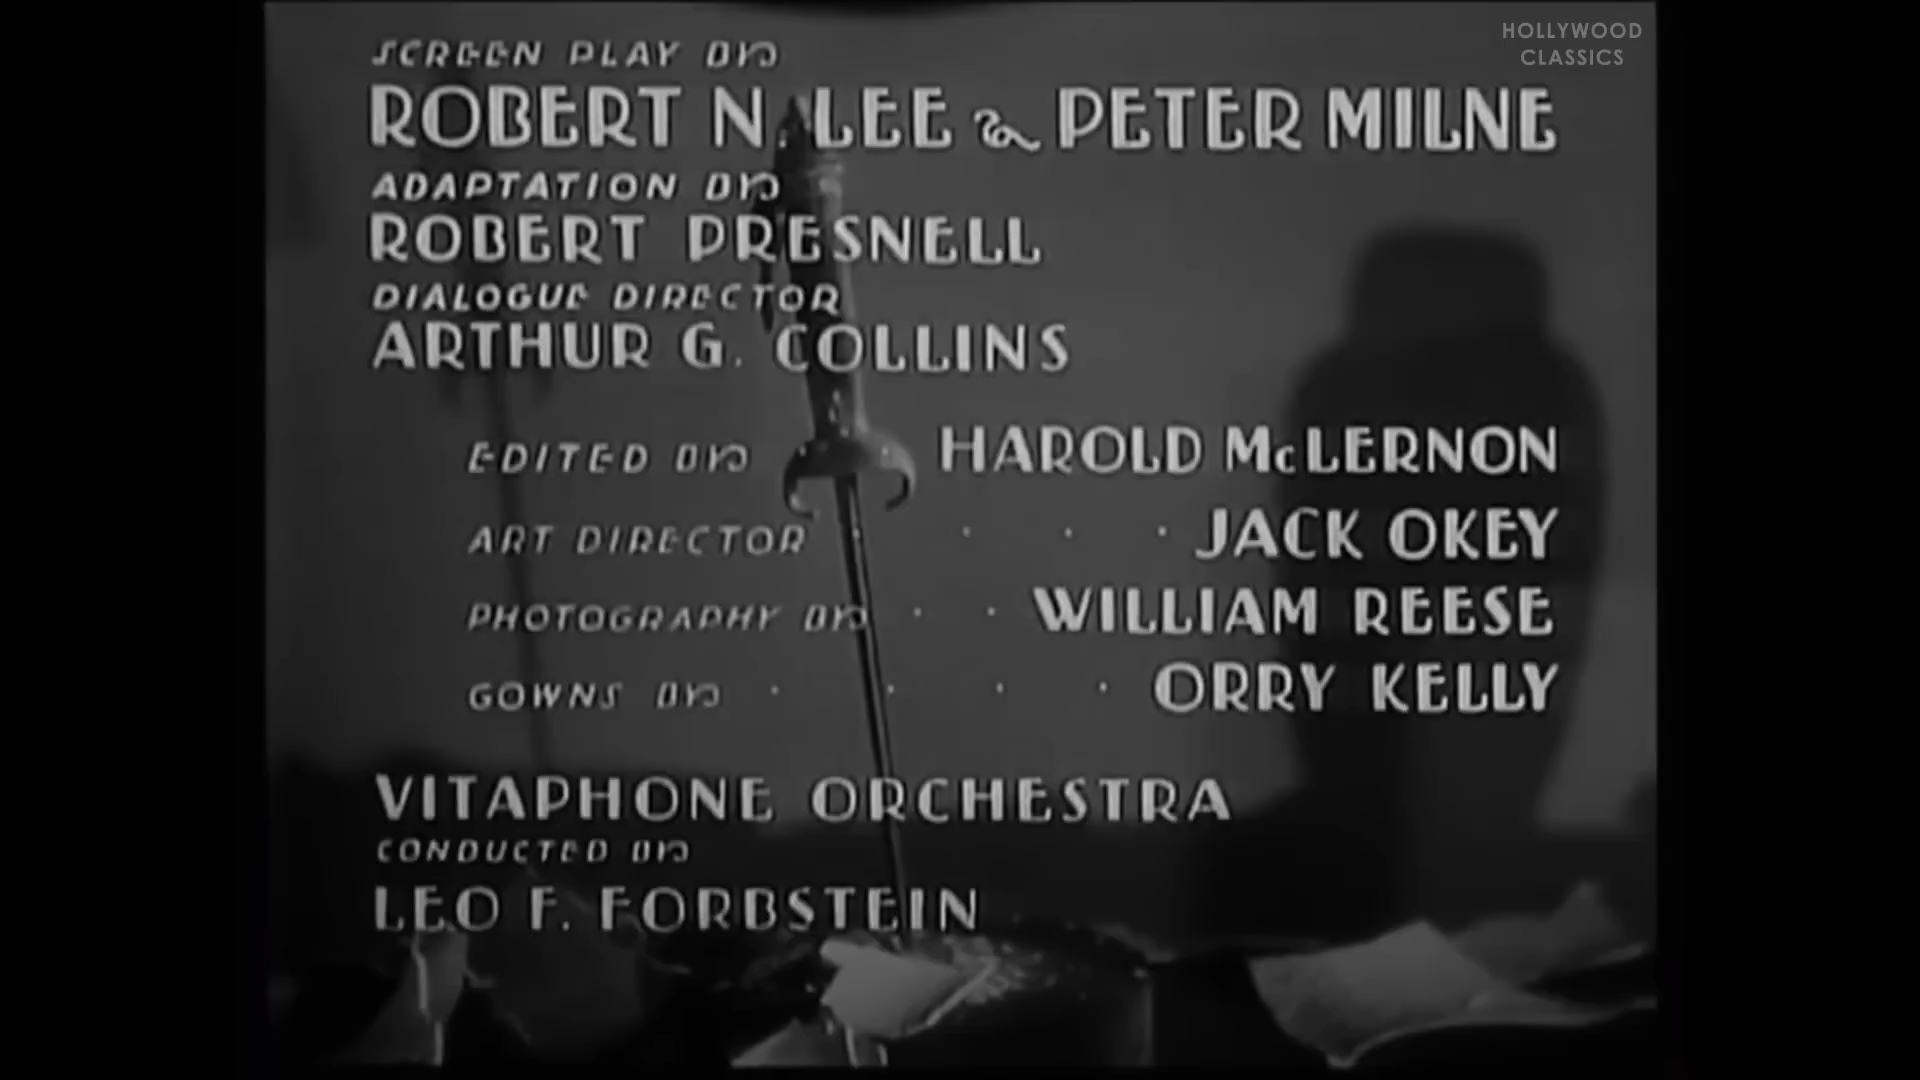 HOLLYWOOD
CLASSICS
SCREEN PLAY BY
ROBERT N. LEE & PETER MILNE
ADAPTATION BY
ROBERT PRESNELL
DIALOGUE DIRECTOR
ARTHUR G. COLLINS
EDITED BY HAROLD McLERNON
ART DIRECTOR . . . . JACK OKEY
PHOTOGRAPHY BY . . WILLIAM REESE
GOWNS BY . . . . ORRY KELLY
VITAPHONE ORCHESTRA
CONDUCTED BY
LEO F. FORBSTEIN